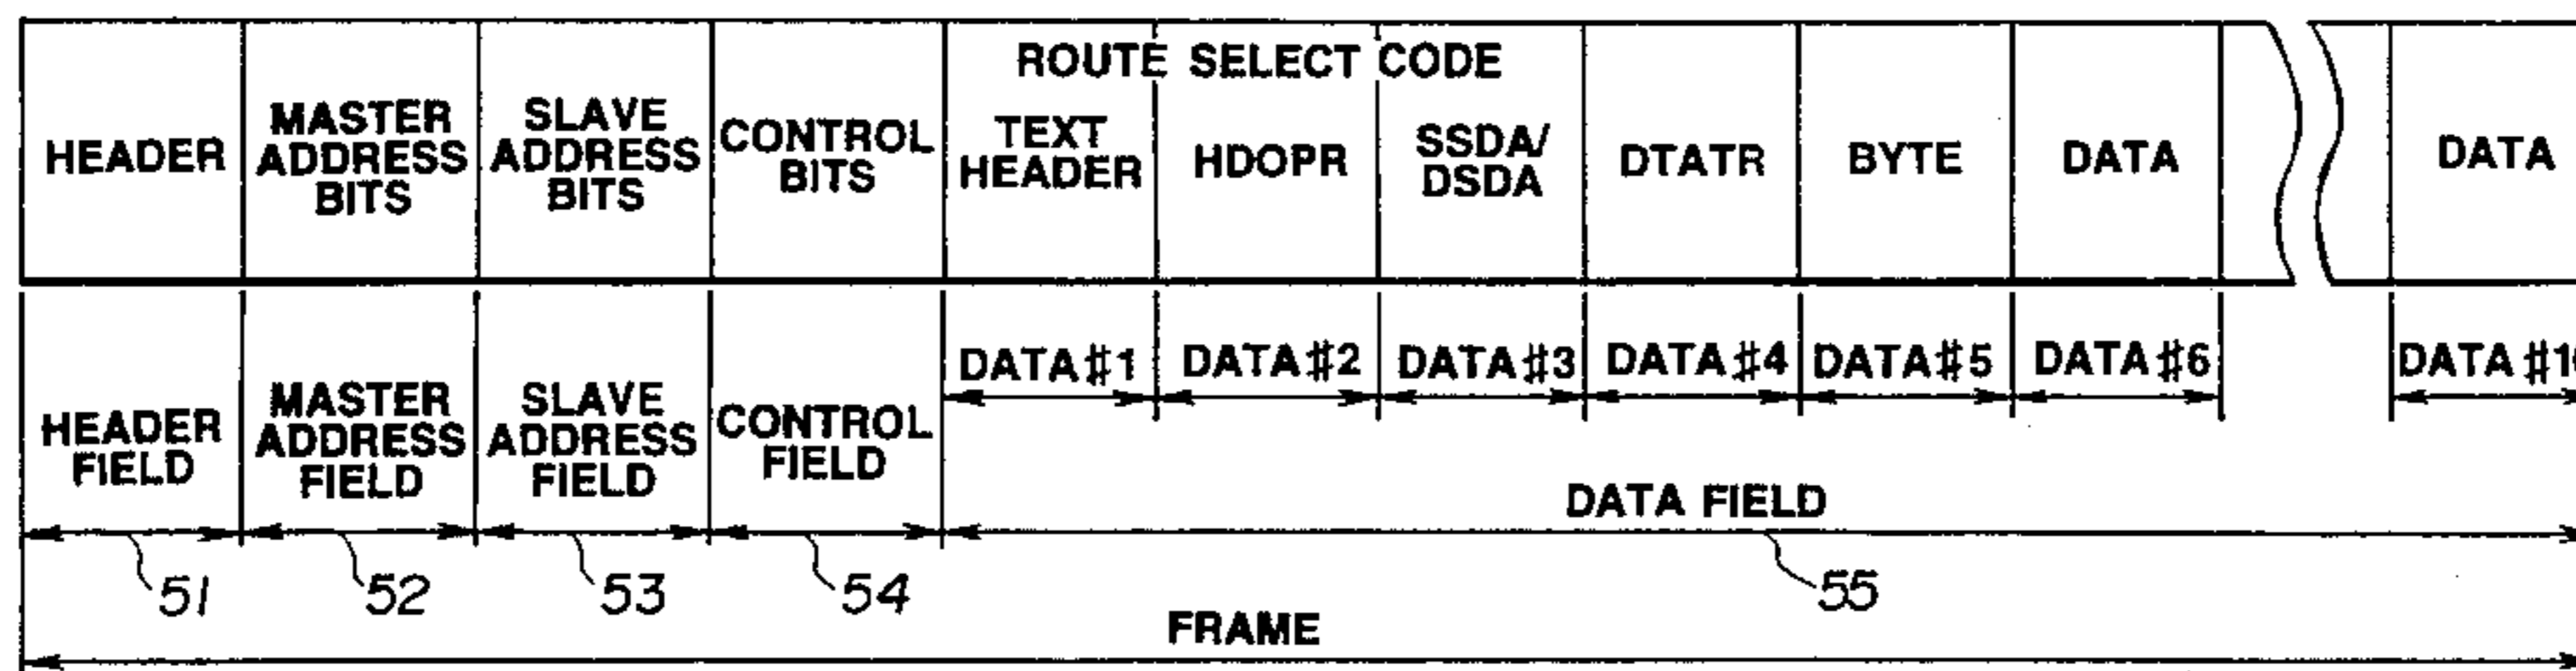 ROUTE SELECT CODE
HEADER
MASTER
ADDRESS
BITS
SLAVE
ADDRESS
BITS
CONTROL
BITS
TEXT
HEADER
HDOPR
SSDA/
DSDA
DTATR
BYTE
DATA
DATA
DATA#1
DATA#2
DATA#3
DATA#4
DATA#5
DATA #6
HEADER
FIELD
MASTER
ADDRESS
FIELD
SLAVE
ADDRESS
FIELD
CONTROL
FIELD
DATA FIELD
51
52
53
54
55
FRAME